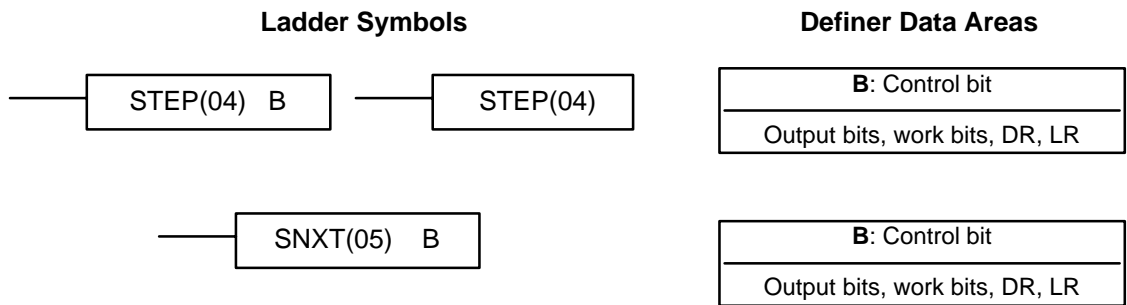 Ladder Symbols
Definer Data Areas
STEP(04) B
STEP(04)
B: Control bit
Output bits, work bits, DR, LR
SNXT(05) B
B: Control bit
Output bits, work bits, DR, LR